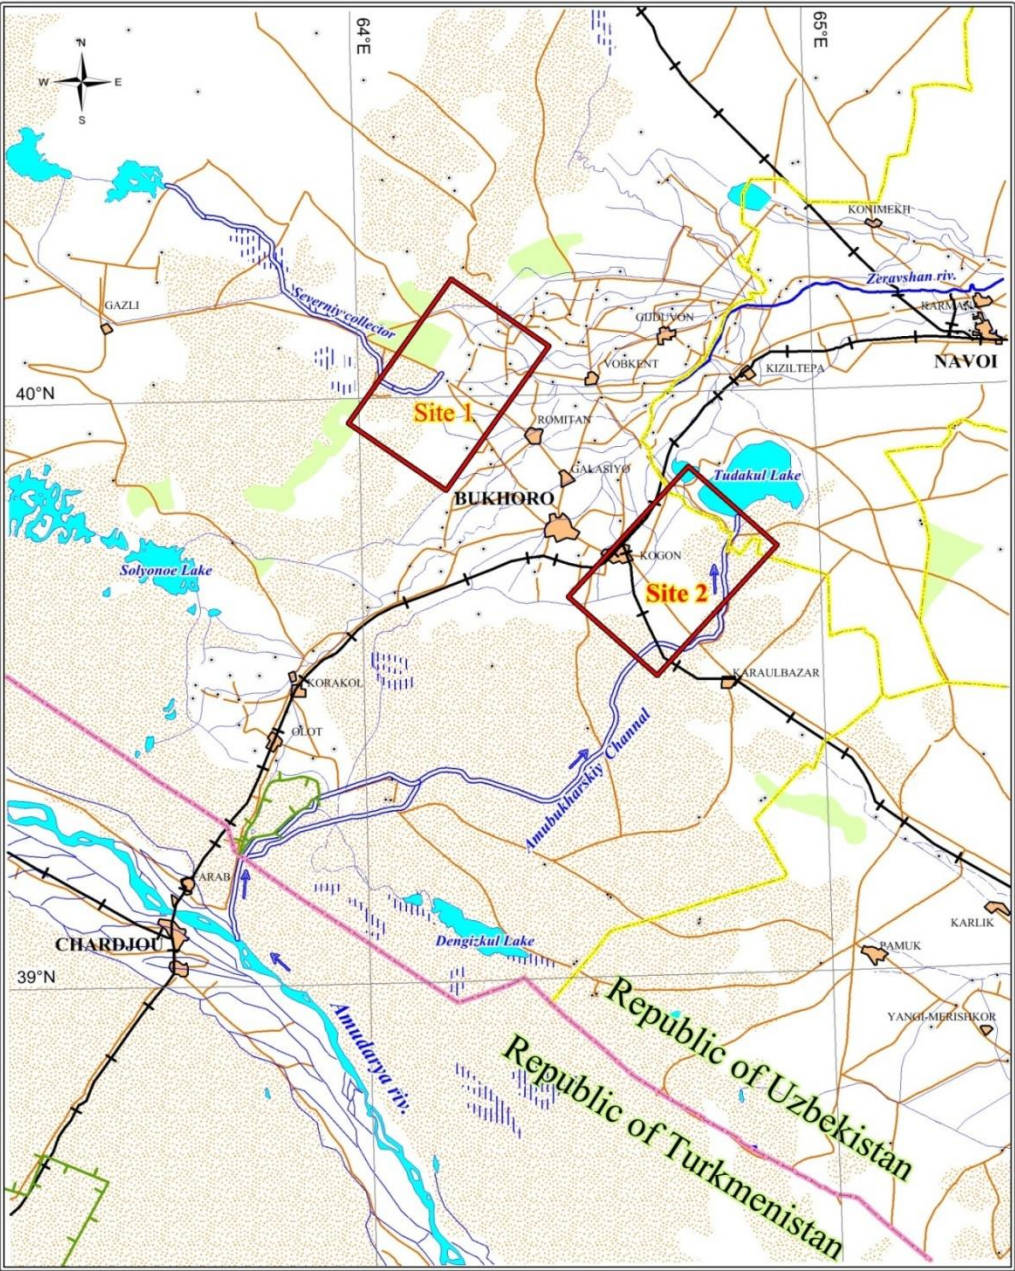 64°E
65°E
N
W
E
S
KONIMEKH
Zeravshan riv.
Severniy collector
GAZLI
GIJDUVON
KARMANA
NAVOI
VOBKENT
KIZILTEPA
40°N
Site 1
ROMITAN
GALASIYO
Tudakul Lake
BUKHORO
KOGON
Solyonoe Lake
Site 2
KARAULBAZAR
KORAKOL
OLOT
Amubukharskiy Channal
FARAB
KARLIK
CHARDJOU
Dengizkul Lake
PAMUK
39°N
Republic of Uzbekistan
YANGI-MERISHKOR
Amudarya riv.
Republic of Turkmenistan